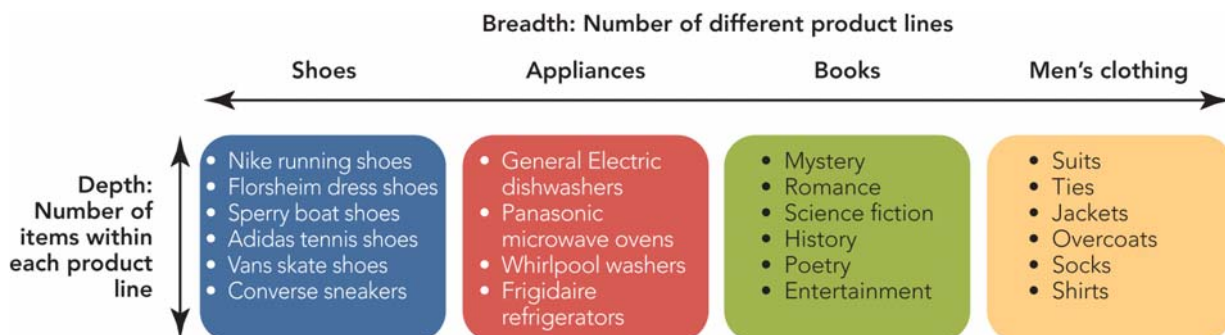 Breadth: Number of different product lines
Shoes
Appliances
Books
Men's clothing
Depth:
Number of
items within
each product
line
• Nike running shoes
• Florsheim dress shoes
• Sperry boat shoes
• Adidas tennis shoes
• Vans skate shoes
• Converse sneakers
• General Electric
dishwashers
• Panasonic
microwave ovens
• Whirlpool washers
• Frigidaire
refrigerators
• Mystery
• Romance
• Science fiction
• History
• Poetry
• Entertainment
• Suits
• Ties
• Jackets
• Overcoats
• Socks
• Shirts